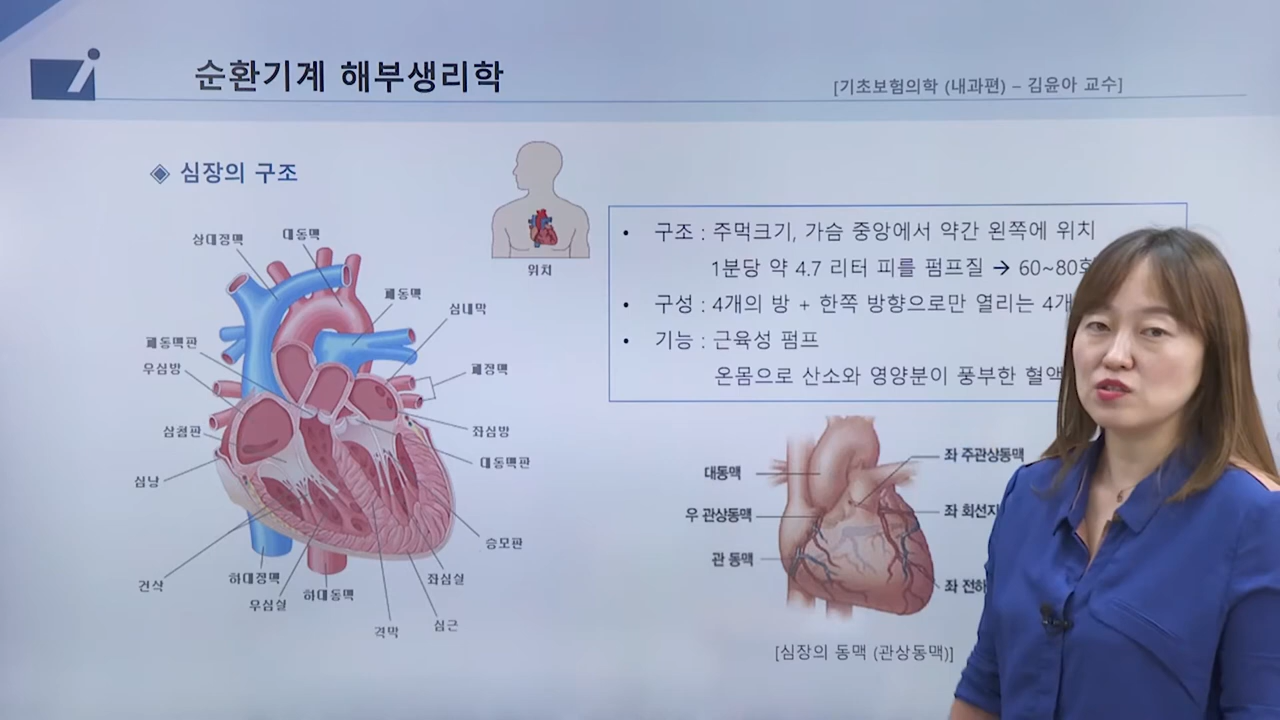 순환기계 해부생리학
[기초보험의학 (내과편) – 김윤아 교수]
◈ 심장의 구조
위치
• 구조 : 주먹크기, 가슴 중앙에서 약간 왼쪽에 위치
1분당 약 4.7 리터 피를 펌프질 → 60~80회
• 구성 : 4개의 방 + 한쪽 방향으로만 열리는 4개
• 기능 : 근육성 펌프
온몸으로 산소와 영양분이 풍부한 혈액
상대정맥
대동맥
폐동맥
심내막
폐동맥판
우심방
폐정맥
삼첨판
좌심방
대동맥판
심낭
승모판
건삭
하대정맥
우심실
하대동맥
좌심실
격막
심근
대동맥
좌 주관상동맥
우 관상동맥
좌 회선지
관 동맥
좌 전하
[심장의 동맥 (관상동맥)]